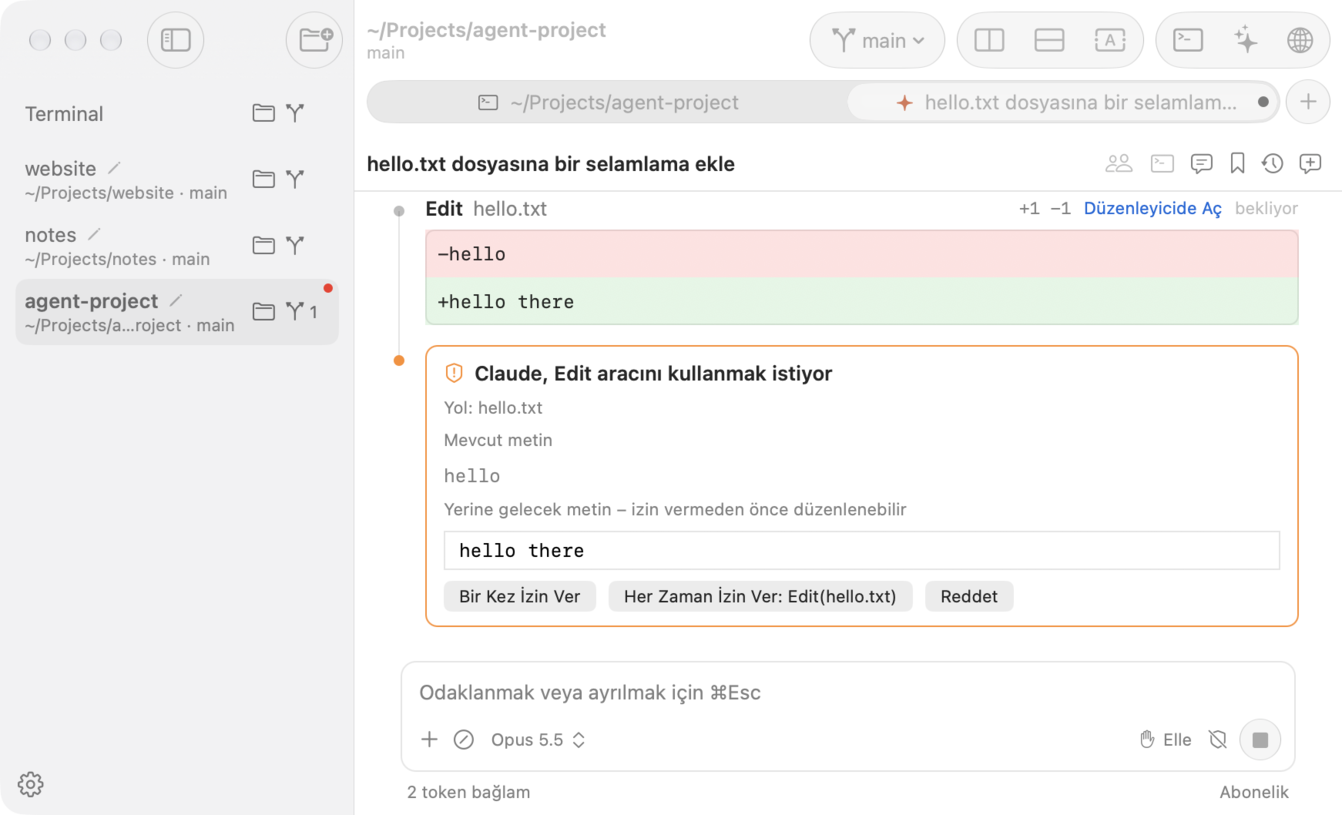 ~/Projects/agent-project
main
main
Terminal
~/Projects/agent-project
hello.txt dosyasına bir selamlam...
website
~/Projects/website · main
notes
~/Projects/notes · main
agent-project
~/Projects/a...roject · main
1
hello.txt dosyasına bir selamlama ekle
Edit hello.txt
+1 −1 Düzenleyicide Aç bekliyor
−hello
+hello there
Claude, Edit aracını kullanmak istiyor
Yol: hello.txt
Mevcut metin
hello
Yerine gelecek metin – izin vermeden önce düzenlenebilir
hello there
Bir Kez İzin Ver
Her Zaman İzin Ver: Edit(hello.txt)
Reddet
Odaklanmak veya ayrılmak için ⌘Esc
Opus 5.5
Elle
2 token bağlam
Abonelik